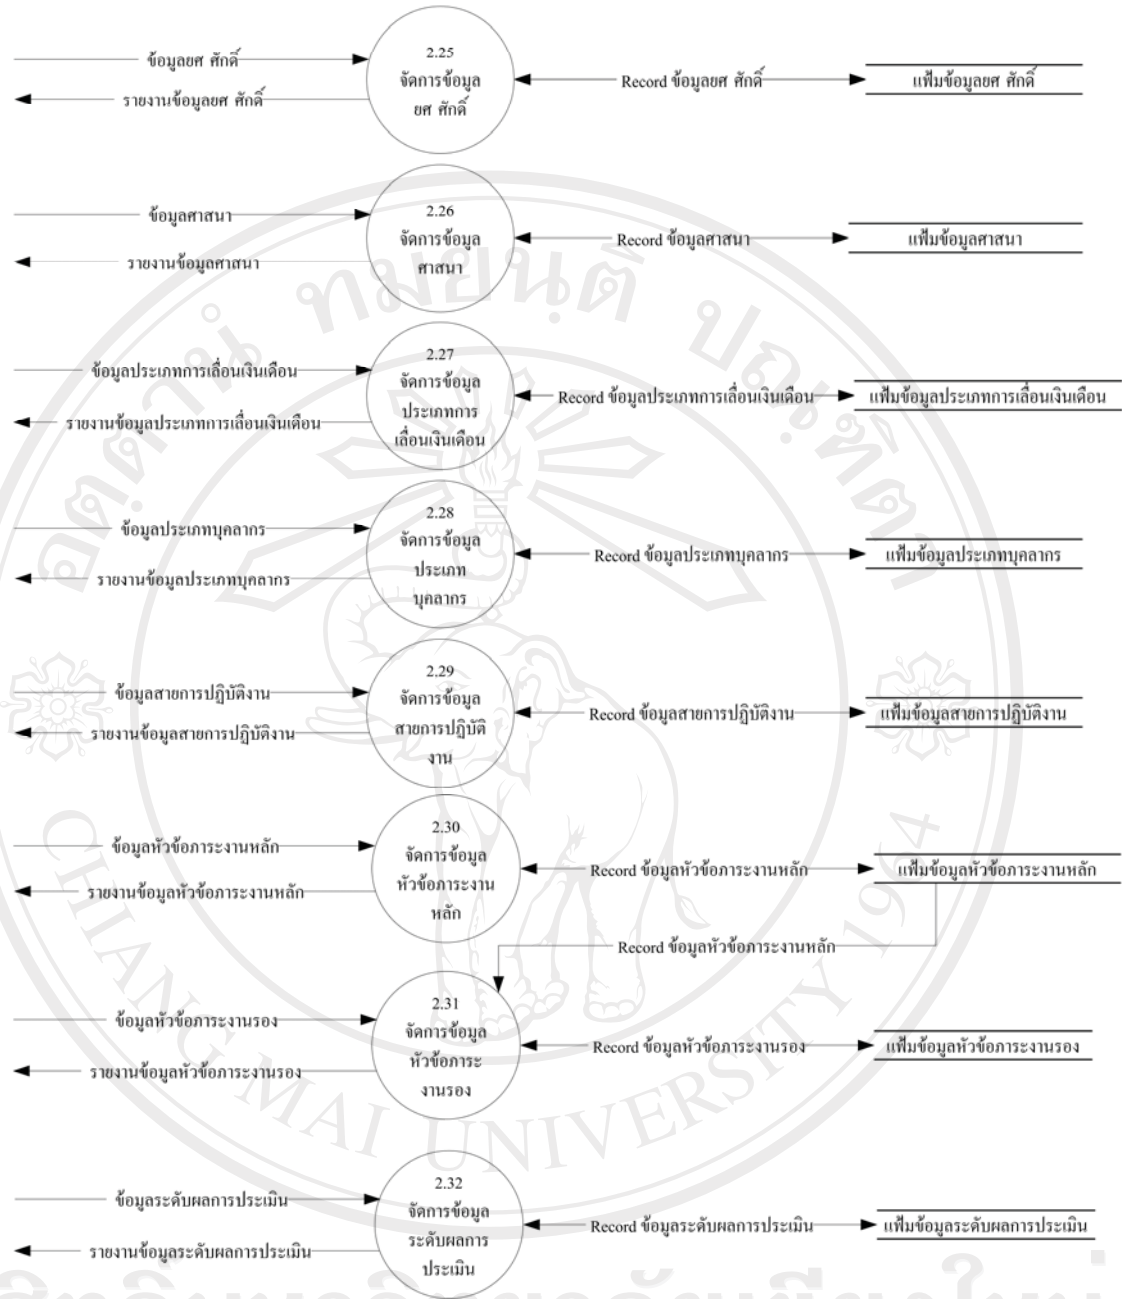 ข้อมูลยศ ศักดิ์
รายงานข้อมูลยศ ศักดิ์
2.25
จัดการข้อมูล
ยศ ศักดิ์
Record ข้อมูลยศ ศักดิ์
แฟ้มข้อมูลยศ ศักดิ์
ข้อมูลศาสนา
รายงานข้อมูลศาสนา
2.26
จัดการข้อมูล
ศาสนา
Record ข้อมูลศาสนา
แฟ้มข้อมูลศาสนา
ข้อมูลประเภทการเลื่อนเงินเดือน
รายงานข้อมูลประเภทการเลื่อนเงินเดือน
2.27
จัดการข้อมูล
ประเภทการ
เลื่อนเงินเดือน
Record ข้อมูลประเภทการเลื่อนเงินเดือน
แฟ้มข้อมูลประเภทการเลื่อนเงินเดือน
ข้อมูลประเภทบุคลากร
รายงานข้อมูลประเภทบุคลากร
2.28
จัดการข้อมูล
ประเภท
บุคลากร
Record ข้อมูลประเภทบุคลากร
แฟ้มข้อมูลประเภทบุคลากร
ข้อมูลสายการปฏิบัติงาน
รายงานข้อมูลสายการปฏิบัติงาน
2.29
จัดการข้อมูล
สายการปฏิบัติ
งาน
Record ข้อมูลสายการปฏิบัติงาน
แฟ้มข้อมูลสายการปฏิบัติงาน
ข้อมูลหัวข้อภาระงานหลัก
รายงานข้อมูลหัวข้อภาระงานหลัก
2.30
จัดการข้อมูล
หัวข้อภาระงาน
หลัก
Record ข้อมูลหัวข้อภาระงานหลัก
แฟ้มข้อมูลหัวข้อภาระงานหลัก
Record ข้อมูลหัวข้อภาระงานหลัก
ข้อมูลหัวข้อภาระงานรอง
รายงานข้อมูลหัวข้อภาระงานรอง
2.31
จัดการข้อมูล
หัวข้อภาระ
งานรอง
Record ข้อมูลหัวข้อภาระงานรอง
แฟ้มข้อมูลหัวข้อภาระงานรอง
ข้อมูลระดับผลการประเมิน
รายงานข้อมูลระดับผลการประเมิน
2.32
จัดการข้อมูล
ระดับผลการ
ประเมิน
Record ข้อมูลระดับผลการประเมิน
แฟ้มข้อมูลระดับผลการประเมิน
อตฺตานํ ทมยนฺติ ปณฺฑิตา
CHIANG MAI UNIVERSITY 1964